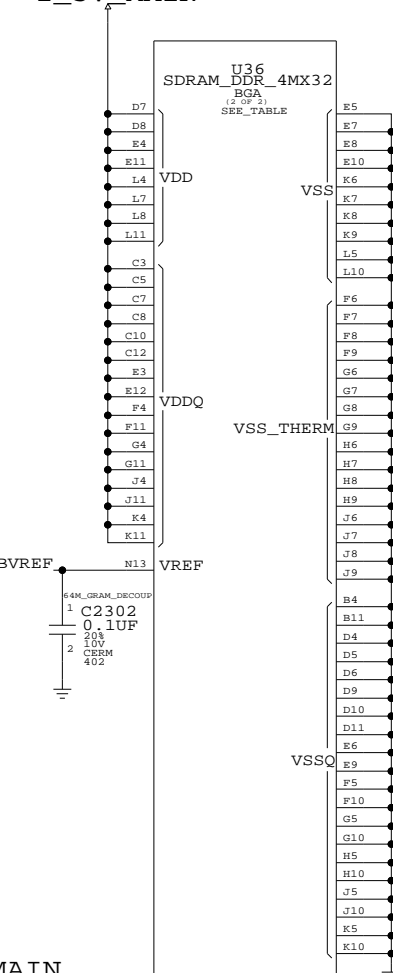 U36
SDRAM_DDR_4MX32
BGA
(2 OF 2)
SEE_TABLE
D7
D8
E4
E11
L4
L7
L8
L11
VDD
C3
C5
C7
C8
C10
C12
E3
E12
F4
F11
G4
G11
J4
J11
K4
K11
VDDQ
BVREF
N13
VREF
64M_GRAM_DECOUP
1
C2302
0.1UF
20%
10V
CERM
402
2
E5
E7
E8
E10
K6
K7
K8
K9
L5
L10
VSS
F6
F7
F8
F9
G6
G7
G8
G9
H6
H7
H8
H9
J6
J7
J8
J9
VSS_THERM
B4
B11
D4
D5
D6
D9
D10
D11
E6
E9
F5
F10
G5
G10
H5
H10
J5
J10
K5
K10
VSSQ